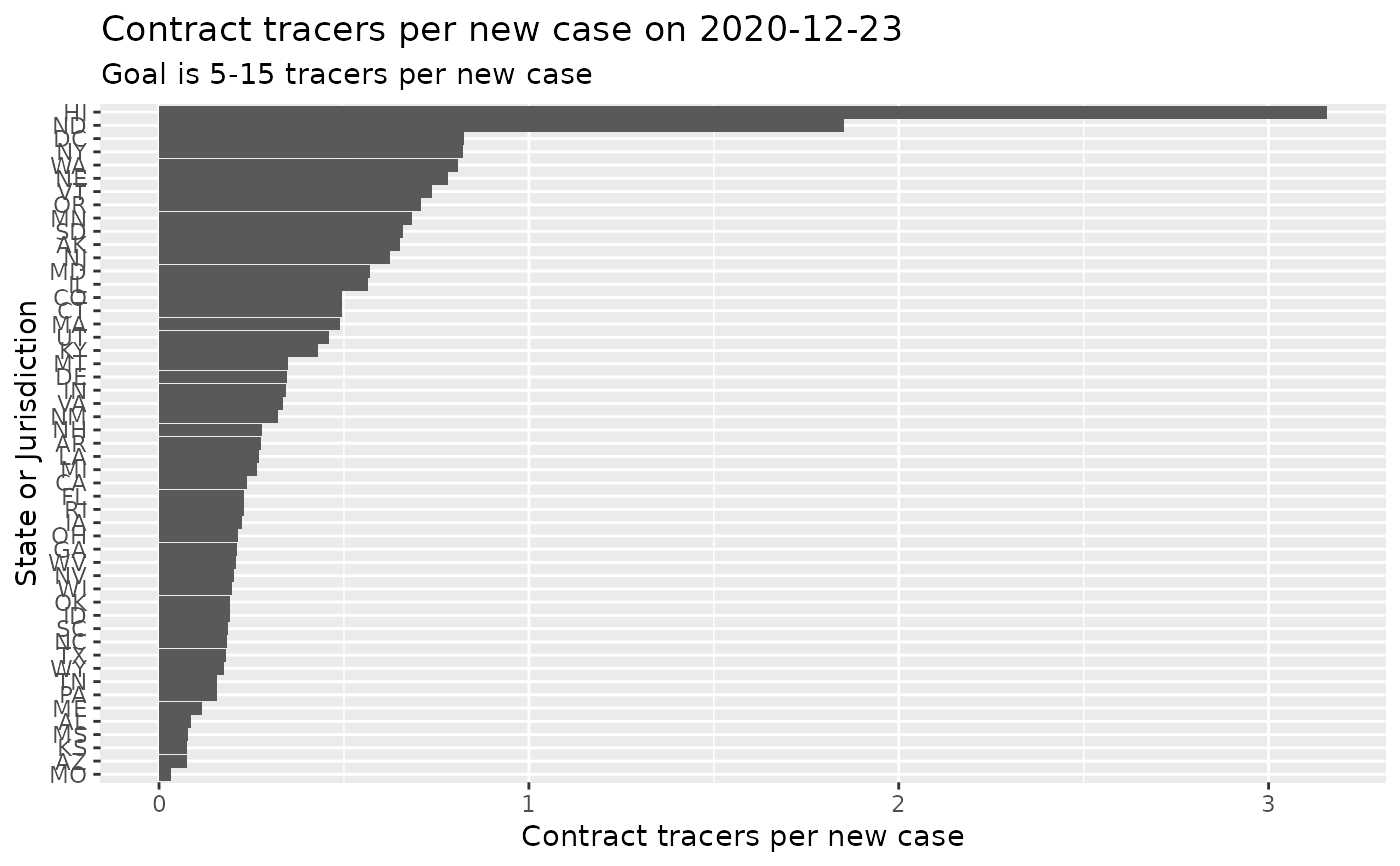 Contract tracers per new case on 2020-12-23
Goal is 5-15 tracers per new case
State or Jurisdiction
HI
ND
DC
NY
WA
NE
VT
OR
MN
SD
AK
NJ
MD
IL
CO
CT
MA
UT
KY
MT
DE
IN
VA
NM
NH
AR
LA
MI
CA
FL
RI
IA
OH
GA
WV
NV
WI
OK
ID
SC
NC
TX
WY
TN
PA
ME
AL
MS
KS
AZ
MO
0 1 2 3
Contract tracers per new case